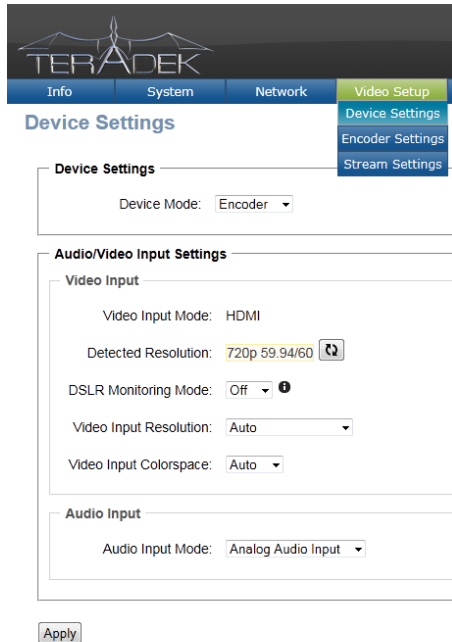 TERADEK
Info System Network Video Setup
Device Settings
Encoder Settings
Stream Settings
Device Settings
Device Settings
Device Mode: Encoder
Audio/Video Input Settings
Video Input
Video Input Mode: HDMI
Detected Resolution: 720p 59.94/60
DSLR Monitoring Mode: Off
Video Input Resolution: Auto
Video Input Colorspace: Auto
Audio Input
Audio Input Mode: Analog Audio Input
Apply